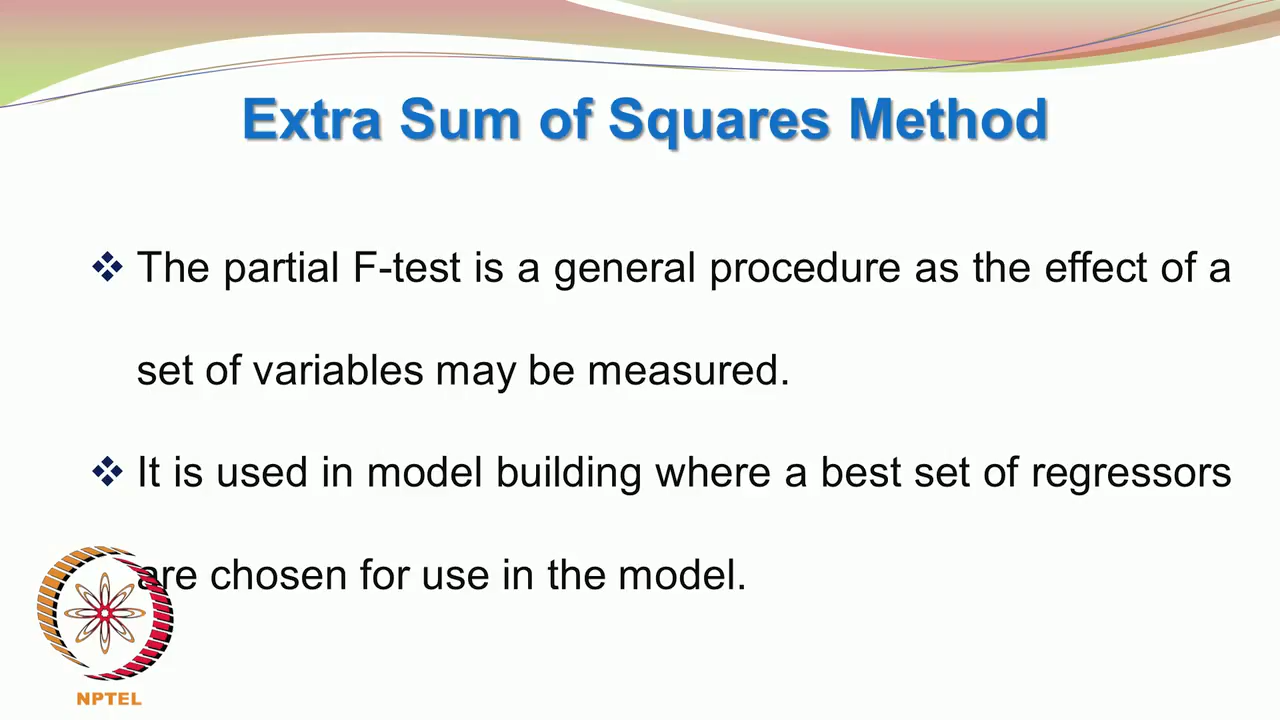 Extra Sum of Squares Method
❖ The partial F-test is a general procedure as the effect of a
set of variables may be measured.
❖ It is used in model building where a best set of regressors
are chosen for use in the model.
NPTEL